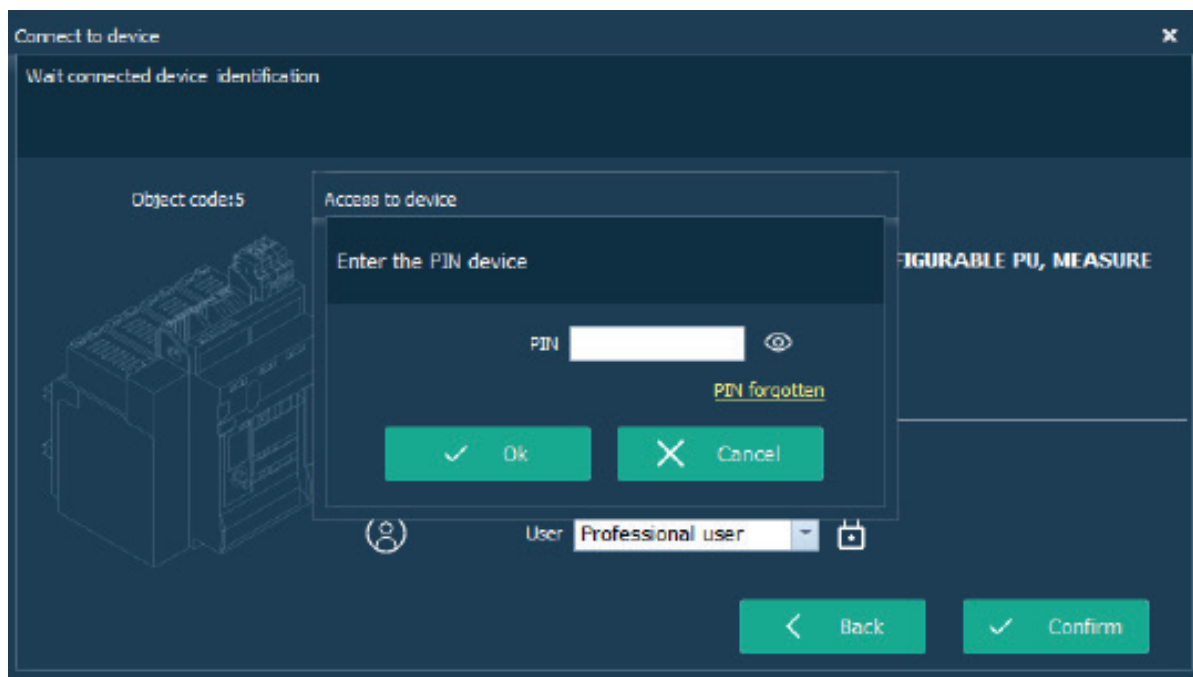 Connect to device
Wait connected device identification
Object code:5
Access to device
Enter the PIN device
FIGURABLE PU, MEASURE
PIN
PIN forgotten
Ok
Cancel
User Professional user
Back
Confirm